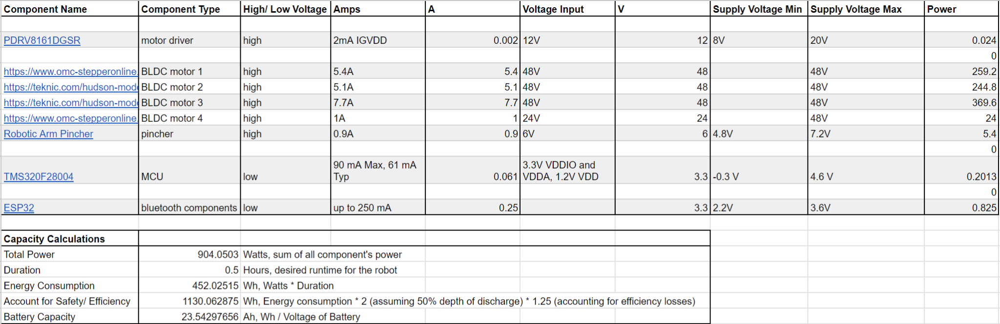 Component Name Component Type High/ Low Voltage Amps A Voltage Input V Supply Voltage Min Supply Voltage Max Power
PDRV8161DGSR motor driver high 2mA IGVDD 0.002 12V 12 8V 20V 0.024
0
https://www.omc-stepperonline. BLDC motor 1 high 5.4A 5.4 48V 48 48V 259.2
https://teknic.com/hudson-mod BLDC motor 2 high 5.1A 5.1 48V 48 48V 244.8
https://teknic.com/hudson-mod BLDC motor 3 high 7.7A 7.7 48V 48 48V 369.6
https://www.omc-stepperonline. BLDC motor 4 high 1A 1 24V 24 48V 24
Robotic Arm Pincher pincher high 0.9A 0.9 6V 6 4.8V 7.2V 5.4
0
90 mA Max, 61 mA 3.3V VDDIO and
TMS320F28004 MCU low Typ 0.061 VDDA, 1.2V VDD 3.3 -0.3 V 4.6 V 0.2013
0
ESP32 bluetooth components low up to 250 mA 0.25 3.3 2.2V 3.6V 0.825
Capacity Calculations
Total Power 904.0503 Watts, sum of all component's power
Duration 0.5 Hours, desired runtime for the robot
Energy Consumption 452.02515 Wh, Watts * Duration
Account for Safety/ Efficiency 1130.062875 Wh, Energy consumption * 2 (assuming 50% depth of discharge) * 1.25 (accounting for efficiency losses)
Battery Capacity 23.54297656 Ah, Wh / Voltage of Battery